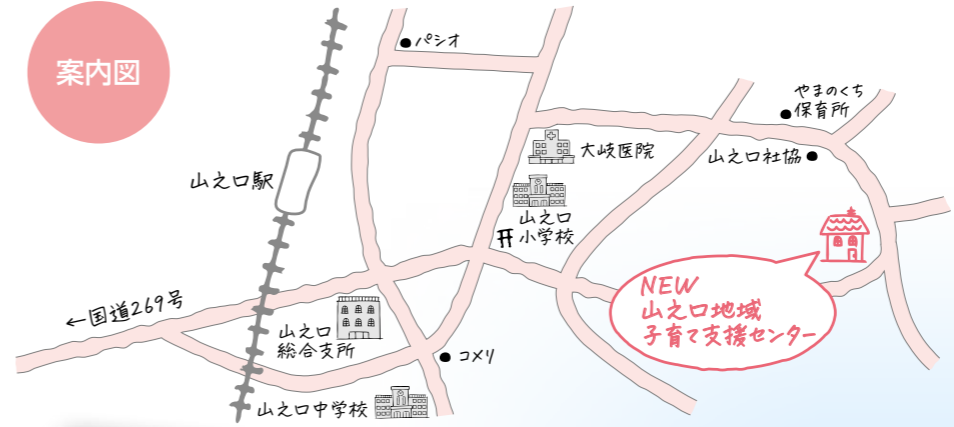 案内図
パシオ
やまのくち
保育所
大岐医院
山之口社協
山之口駅
山之口
小学校
NEW
山之口地域
子育て支援センター
←国道269号
山之口
総合支所
コメリ
山之口中学校